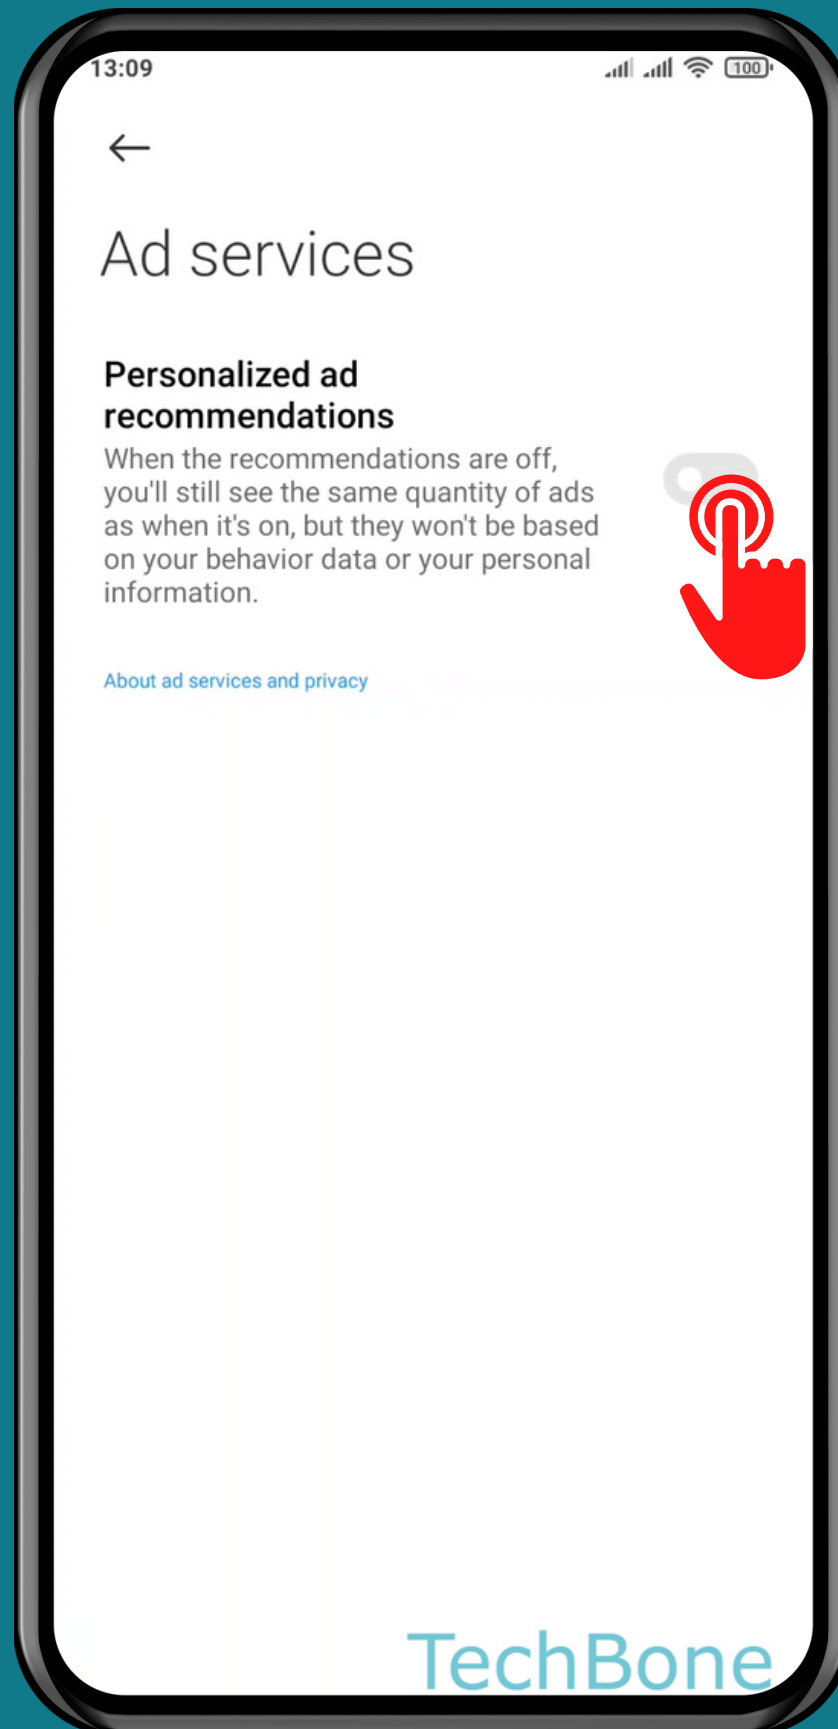 13:09
100
Ad services
Personalized ad
recommendations
When the recommendations are off,
you'll still see the same quantity of ads
as when it's on, but they won't be based
on your behavior data or your personal
information.
About ad services and privacy
TechBone